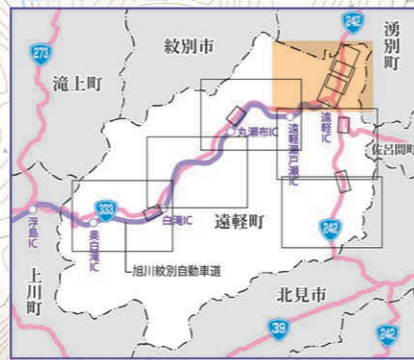 242
湧別町
273
紋別市
滝上町
丸瀬布IC
遠軽瀬戸瀬IC
遠軽IC
佐呂間町
333
白滝IC
遠軽町
浮島IC
奥白滝IC
242
上川町
旭川紋別自動車道
北見市
39
242